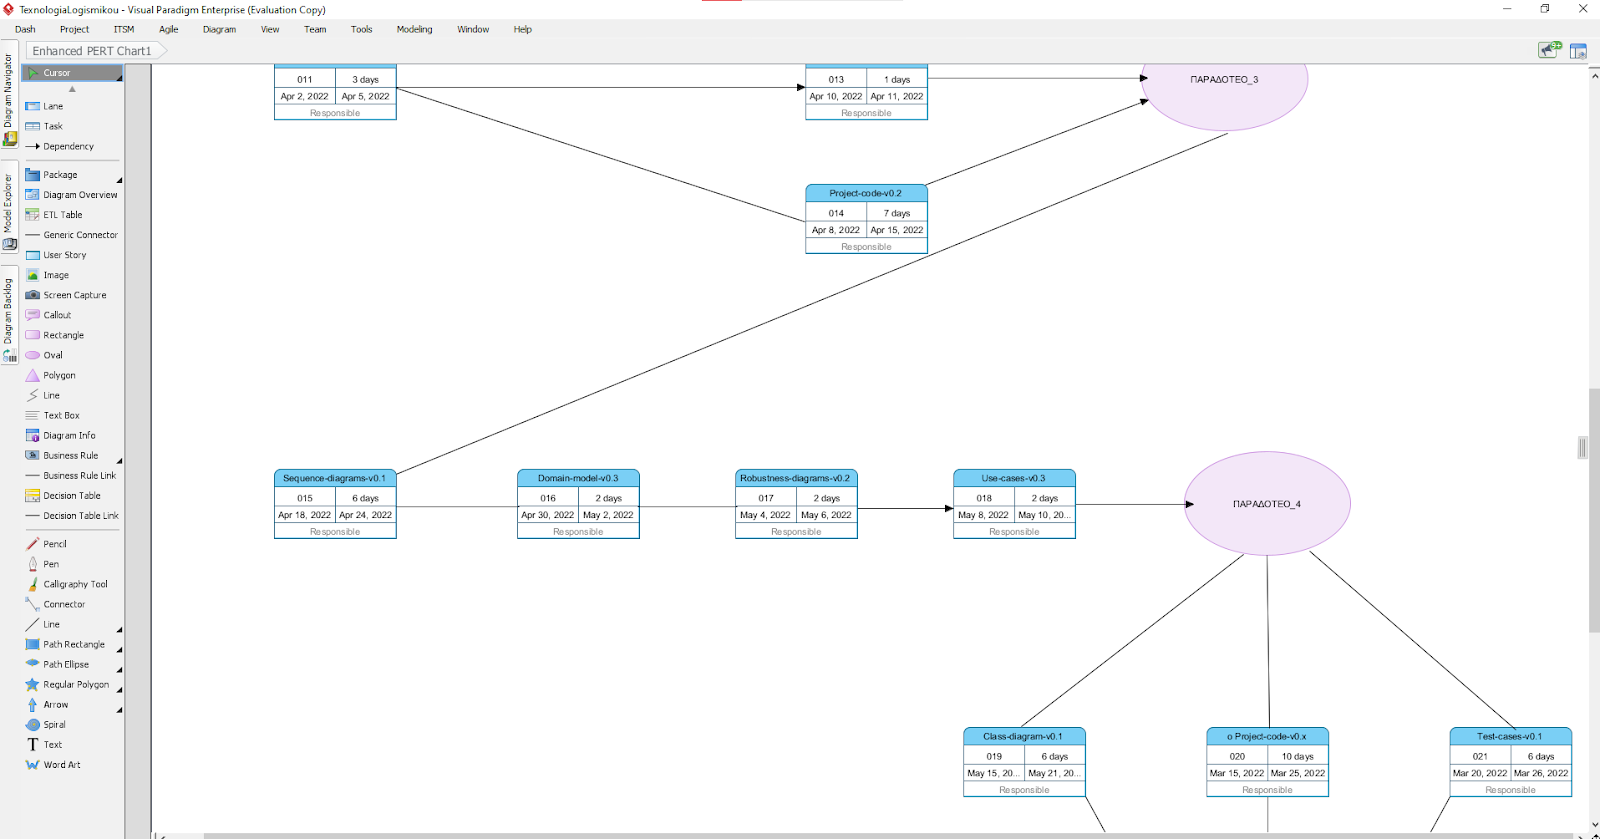 TexnologiaLogismikou - Visual Paradigm Enterprise (Evaluation Copy)
Dash Project ITSM Agile Diagram View Team Tools Modeling Window Help
Enhanced PERT Chart1
Diagram Navigator
Model Explorer
Diagram Backlog
Cursor
Lane
Task
Dependency
Package
Diagram Overview
ETL Table
Generic Connector
User Story
Image
Screen Capture
Callout
Rectangle
Oval
Polygon
Line
Text Box
Diagram Info
Business Rule
Business Rule Link
Decision Table
Decision Table Link
Pencil
Pen
Calligraphy Tool
Connector
Line
Path Rectangle
Path Ellipse
Regular Polygon
Arrow
Spiral
Text
Word Art
011 3 days
Apr 2, 2022 Apr 5, 2022
Responsible
013 1 days
Apr 10, 2022 Apr 11, 2022
Responsible
ΠΑΡΑΔΟΤΕΟ_3
Project-code-v0.2
014 7 days
Apr 8, 2022 Apr 15, 2022
Responsible
Sequence-diagrams-v0.1
015 6 days
Apr 18, 2022 Apr 24, 2022
Responsible
Domain-model-v0.3
016 2 days
Apr 30, 2022 May 2, 2022
Responsible
Robustness-diagrams-v0.2
017 2 days
May 4, 2022 May 6, 2022
Responsible
Use-cases-v0.3
018 2 days
May 8, 2022 May 10, 20...
Responsible
ΠΑΡΑΔΟΤΕΟ_4
Class-diagram-v0.1
019 6 days
May 15, 20... May 21, 20...
Responsible
o Project-code-v0.x
020 10 days
Mar 15, 2022 Mar 25, 2022
Responsible
Test-cases-v0.1
021 6 days
Mar 20, 2022 Mar 26, 2022
Responsible